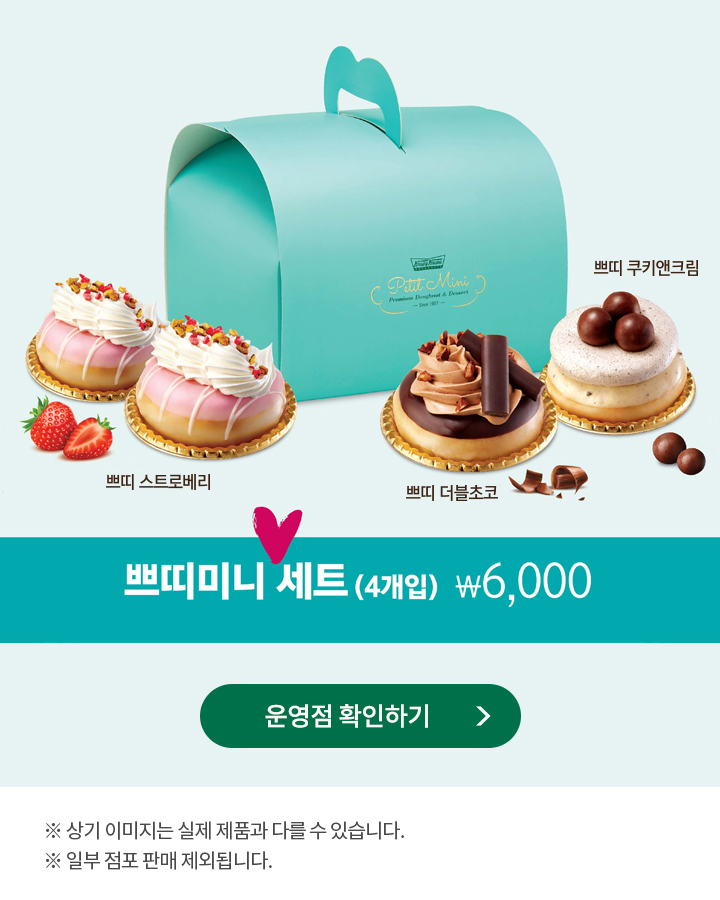 Krispy Kreme
DOUGHNUTS
Petit Mini
Premium Doughnut & Dessert
쁘띠 쿠키앤크림
쁘띠 스트로베리
쁘띠 더블초코
쁘띠미니 세트 (4개입) ₩6,000
운영점 확인하기
※ 상기 이미지는 실제 제품과 다를 수 있습니다.
※ 일부 점포 판매 제외됩니다.